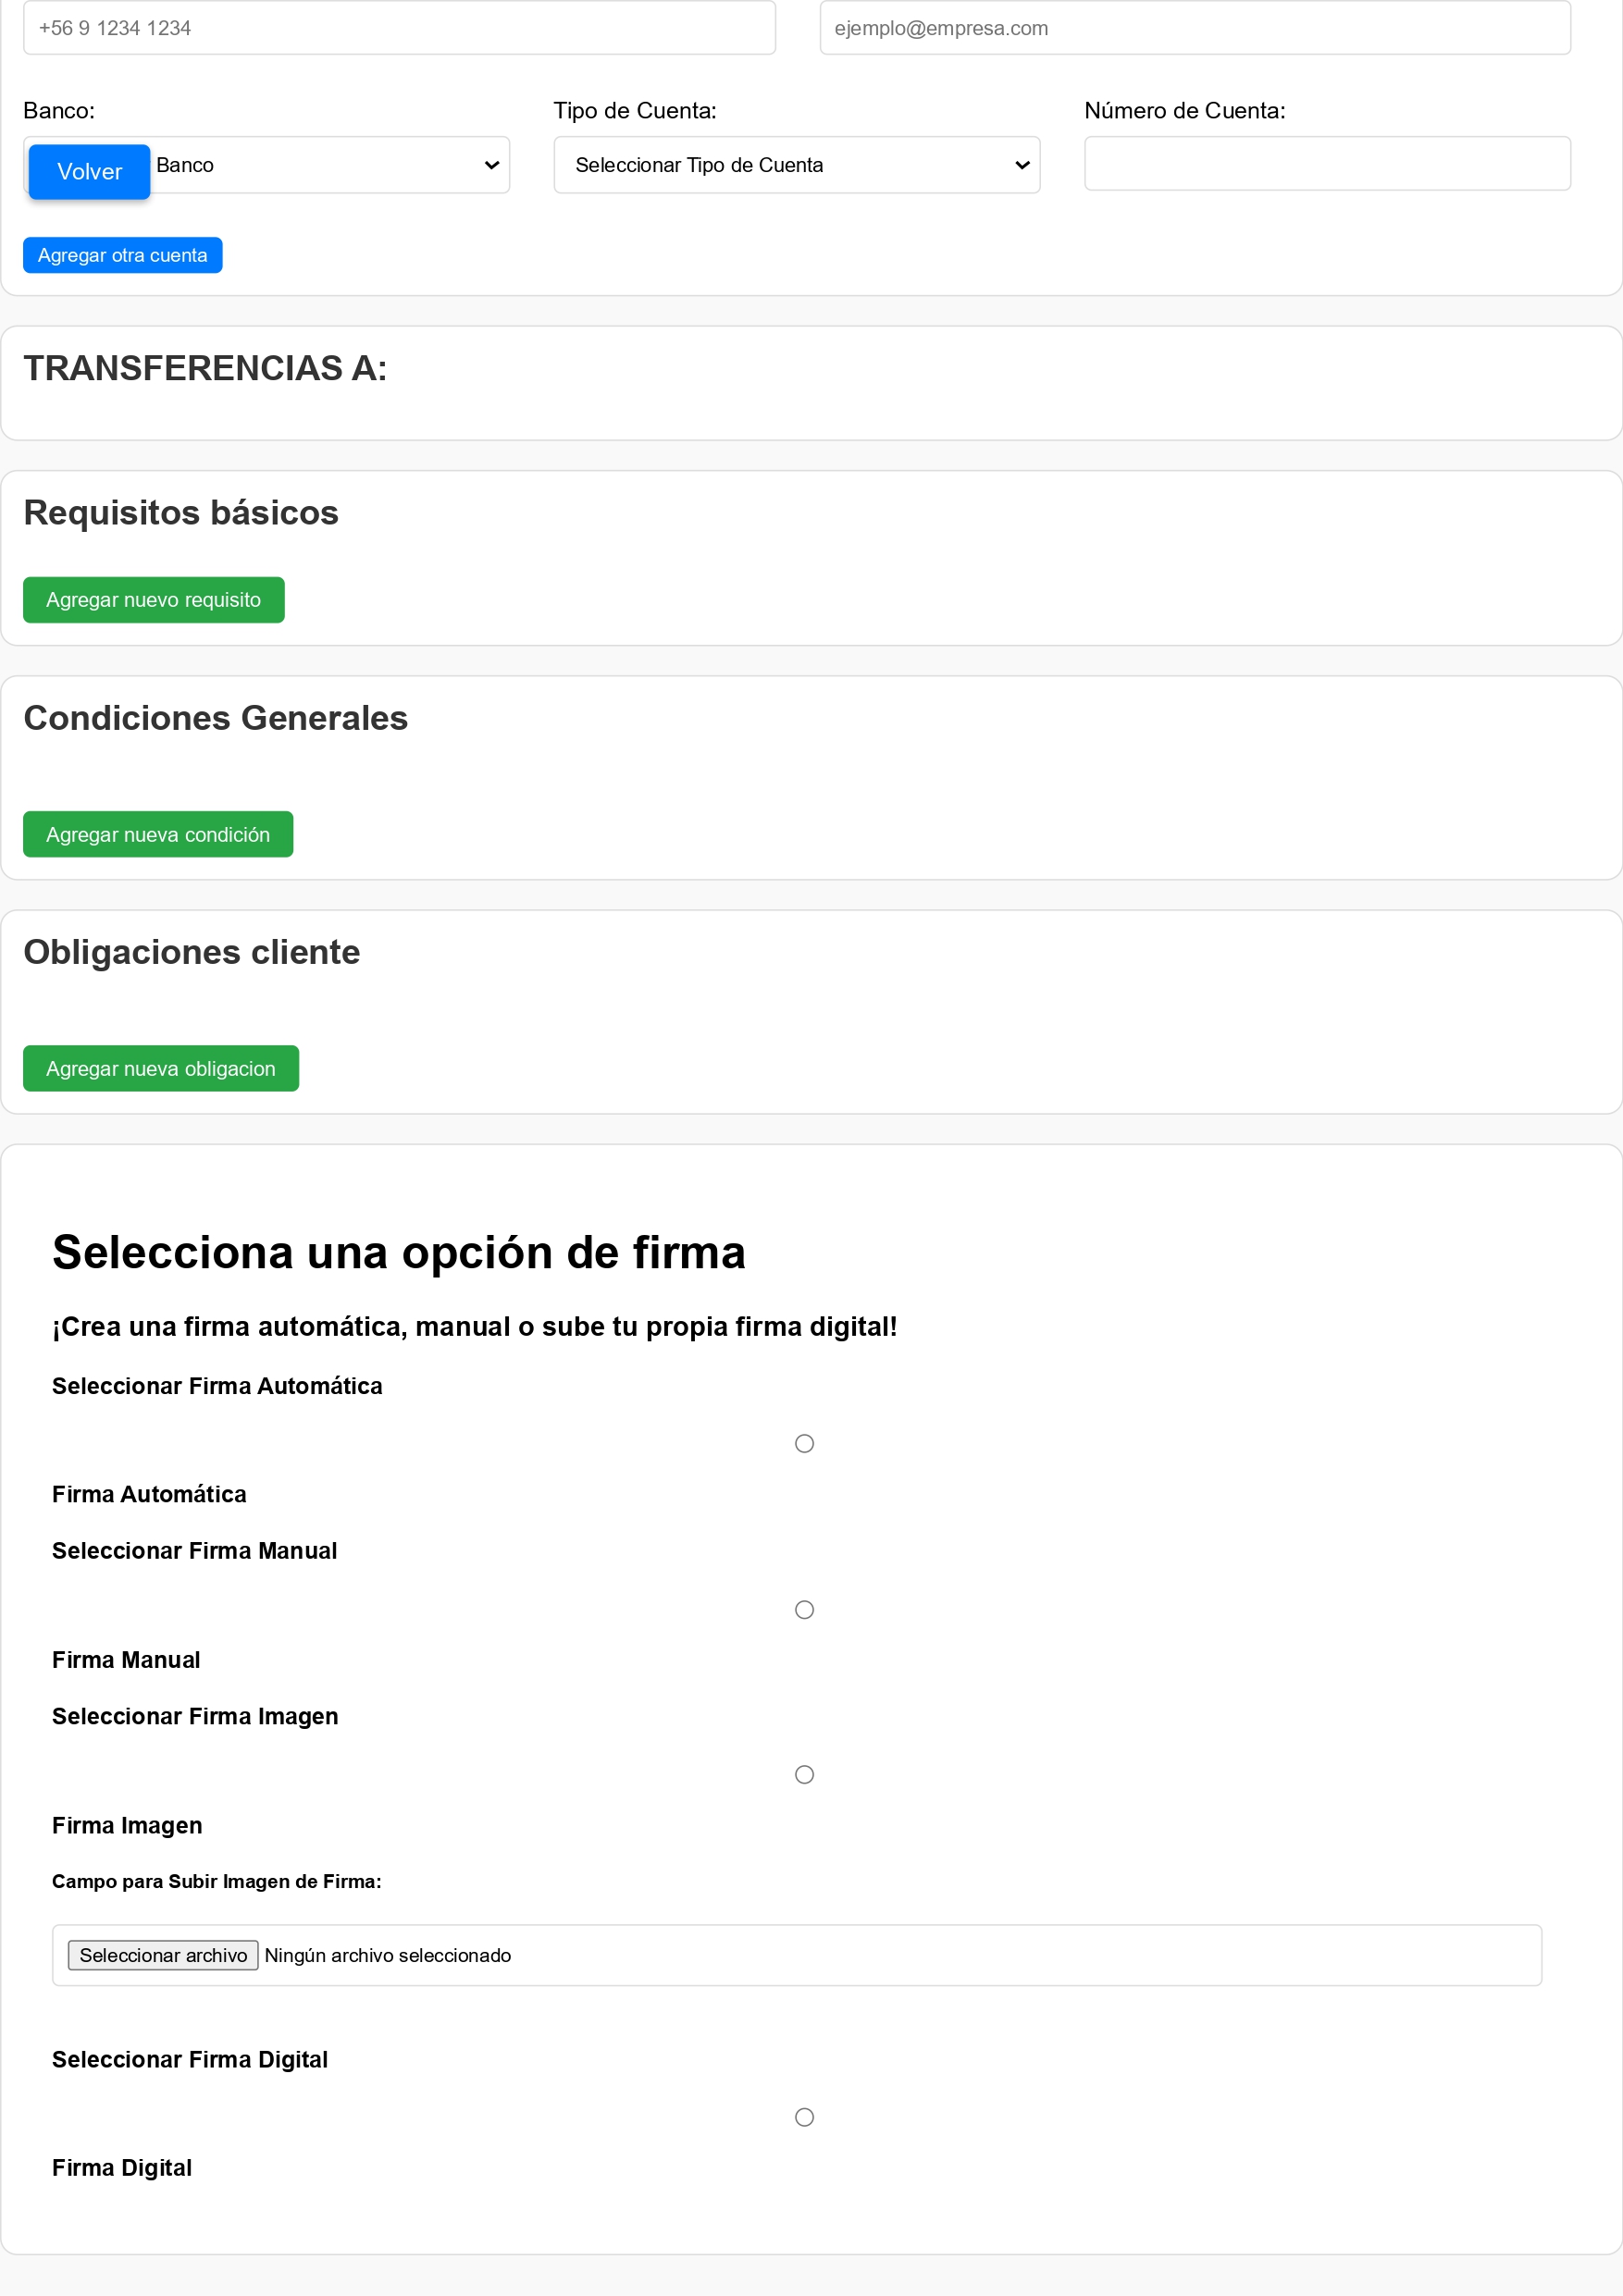 +56 9 1234 1234 ejemplo@empresa.com
Banco: Tipo de Cuenta: Número de Cuenta:
Volver Banco Seleccionar Tipo de Cuenta
Agregar otra cuenta
TRANSFERENCIAS A:
Requisitos básicos
Agregar nuevo requisito
Condiciones Generales
Agregar nueva condición
Obligaciones cliente
Agregar nueva obligacion
Selecciona una opción de firma
¡Crea una firma automática, manual o sube tu propia firma digital!
Seleccionar Firma Automática
Firma Automática
Seleccionar Firma Manual
Firma Manual
Seleccionar Firma Imagen
Firma Imagen
Campo para Subir Imagen de Firma:
Seleccionar archivo Ningún archivo seleccionado
Seleccionar Firma Digital
Firma Digital